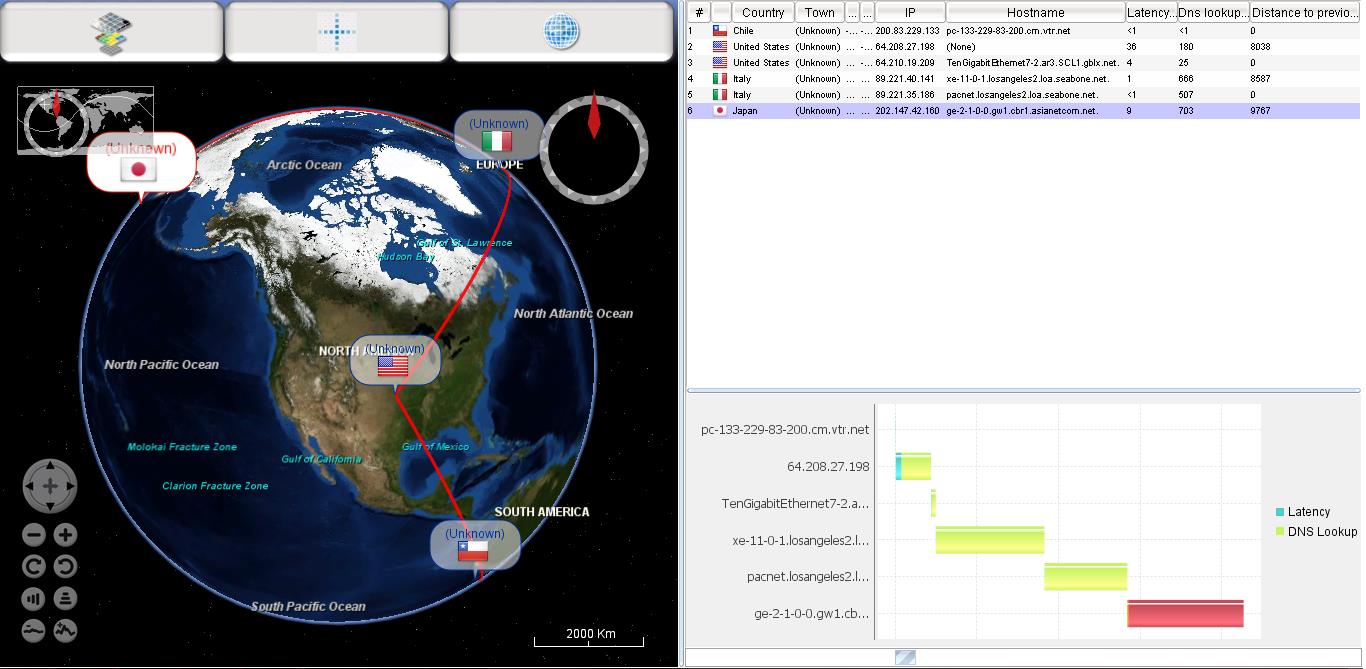 # Country Town ... ... IP Hostname Latency... Dns lookup... Distance to previo...
1 Chile (Unknown) -... -... 200.83.229.133 pc-133-229-83-200.cm.vtr.net <1 <1 0
2 United States (Unknown) ... ... 64.208.27.198 (None) 36 180 8038
3 United States (Unknown) ... ... 64.210.19.209 TenGigabitEthernet7-2.ar3.SCL1.gblx.net. 4 25 0
4 Italy (Unknown) ... ... 89.221.40.141 xe-11-0-1.losangeles2.loa.seabone.net. 1 666 8587
5 Italy (Unknown) ... ... 89.221.35.186 pacnet.losangeles2.loa.seabone.net. <1 507 0
6 Japan (Unknown) ... ... 202.147.42.160 ge-2-1-0-0.gw1.cbr1.asianetcom.net. 9 703 9767
(Unknown)
(Unknown)
Arctic Ocean
EUROPE
Gulf of St. Lawrence
Hudson Bay
North Atlantic Ocean
(Unknown)
NORTH A
North Pacific Ocean
Molokai Fracture Zone
Gulf of Mexico
Gulf of California
Clarion Fracture Zone
SOUTH AMERICA
(Unknown)
South Pacific Ocean
2000 Km
pc-133-229-83-200.cm.vtr.net
64.208.27.198
TenGigabitEthernet7-2.a...
xe-11-0-1.losangeles2.l...
pacnet.losangeles2.l...
ge-2-1-0-0.gw1.cb...
Latency
DNS Lookup